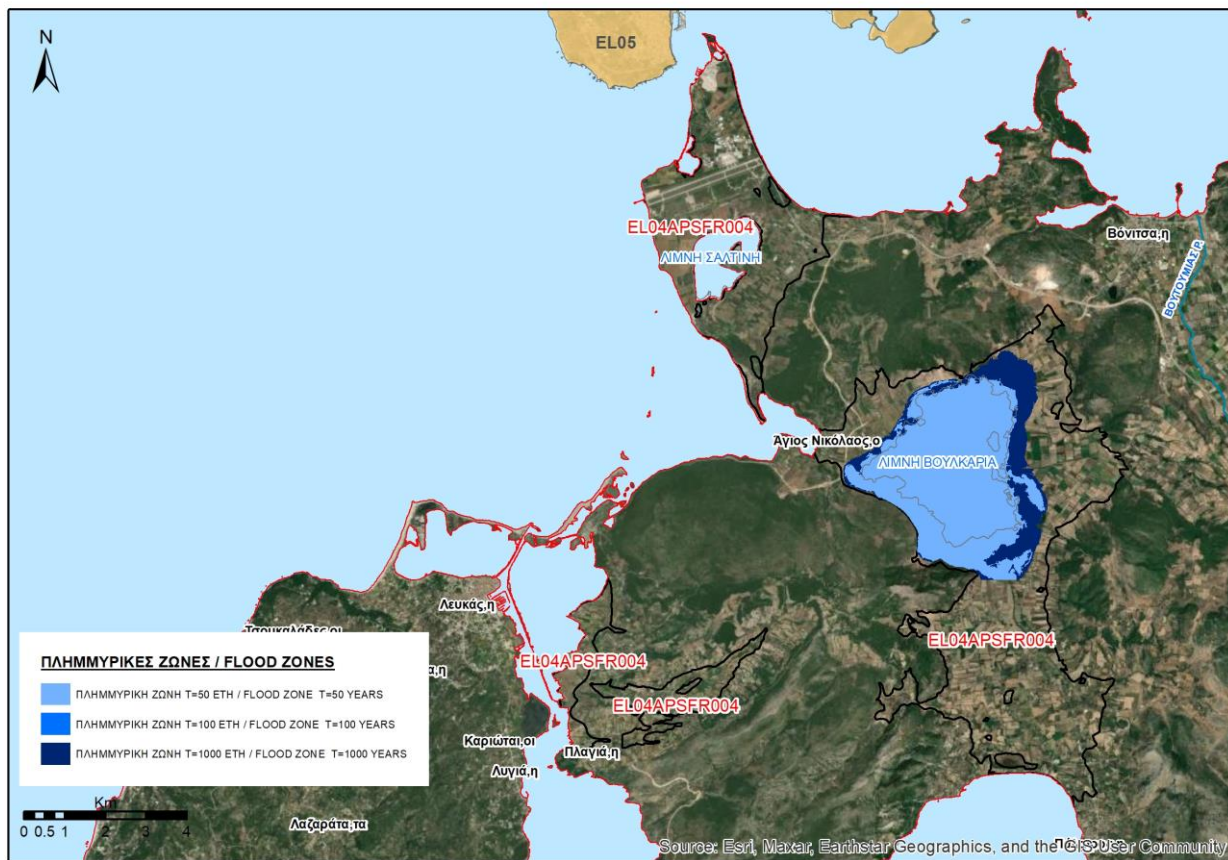 N
EL05
EL04APSFR004
ΛΙΜΝΗ ΣΑΛΤΙΝΗ
Βόνιτσα,η
ΒΟΥΛΟΥΜΙΑΣ Ρ.
Άγιος Νικόλαος,ο
ΛΙΜΝΗ ΒΟΥΛΚΑΡΙΑ
Λευκάς,η
EL04APSFR004
EL04APSFR004
EL04APSFR004
Καριώται,οι
Πλαγιά,η
Λυγιά,η
Λαζαράτα,τα
ΠΛΗΜΜΥΡΙΚΕΣ ΖΩΝΕΣ / FLOOD ZONES
ΠΛΗΜΜΥΡΙΚΗ ΖΩΝΗ T=50 ΕΤΗ / FLOOD ZONE T=50 YEARS
ΠΛΗΜΜΥΡΙΚΗ ΖΩΝΗ T=100 ΕΤΗ / FLOOD ZONE T=100 YEARS
ΠΛΗΜΜΥΡΙΚΗ ΖΩΝΗ T=1000 ΕΤΗ / FLOOD ZONE T=1000 YEARS
Km
0 0.5 1 2 3 4
Source: Esri, Maxar, Earthstar Geographics, and the GIS User Community